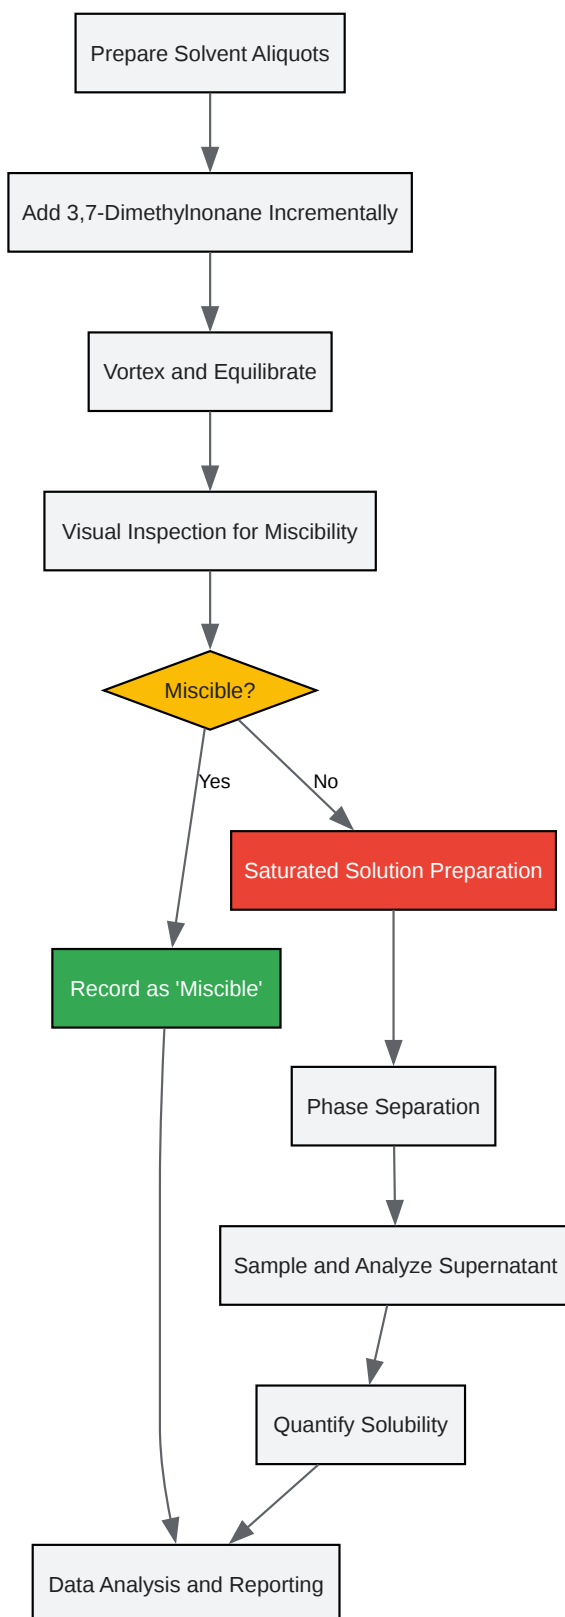 Prepare Solvent Aliquots
Add 3,7-Dimethylnonane Incrementally
Vortex and Equilibrate
Visual Inspection for Miscibility
Miscible?
Yes
No
Saturated Solution Preparation
Record as 'Miscible'
Phase Separation
Sample and Analyze Supernatant
Quantify Solubility
Data Analysis and Reporting